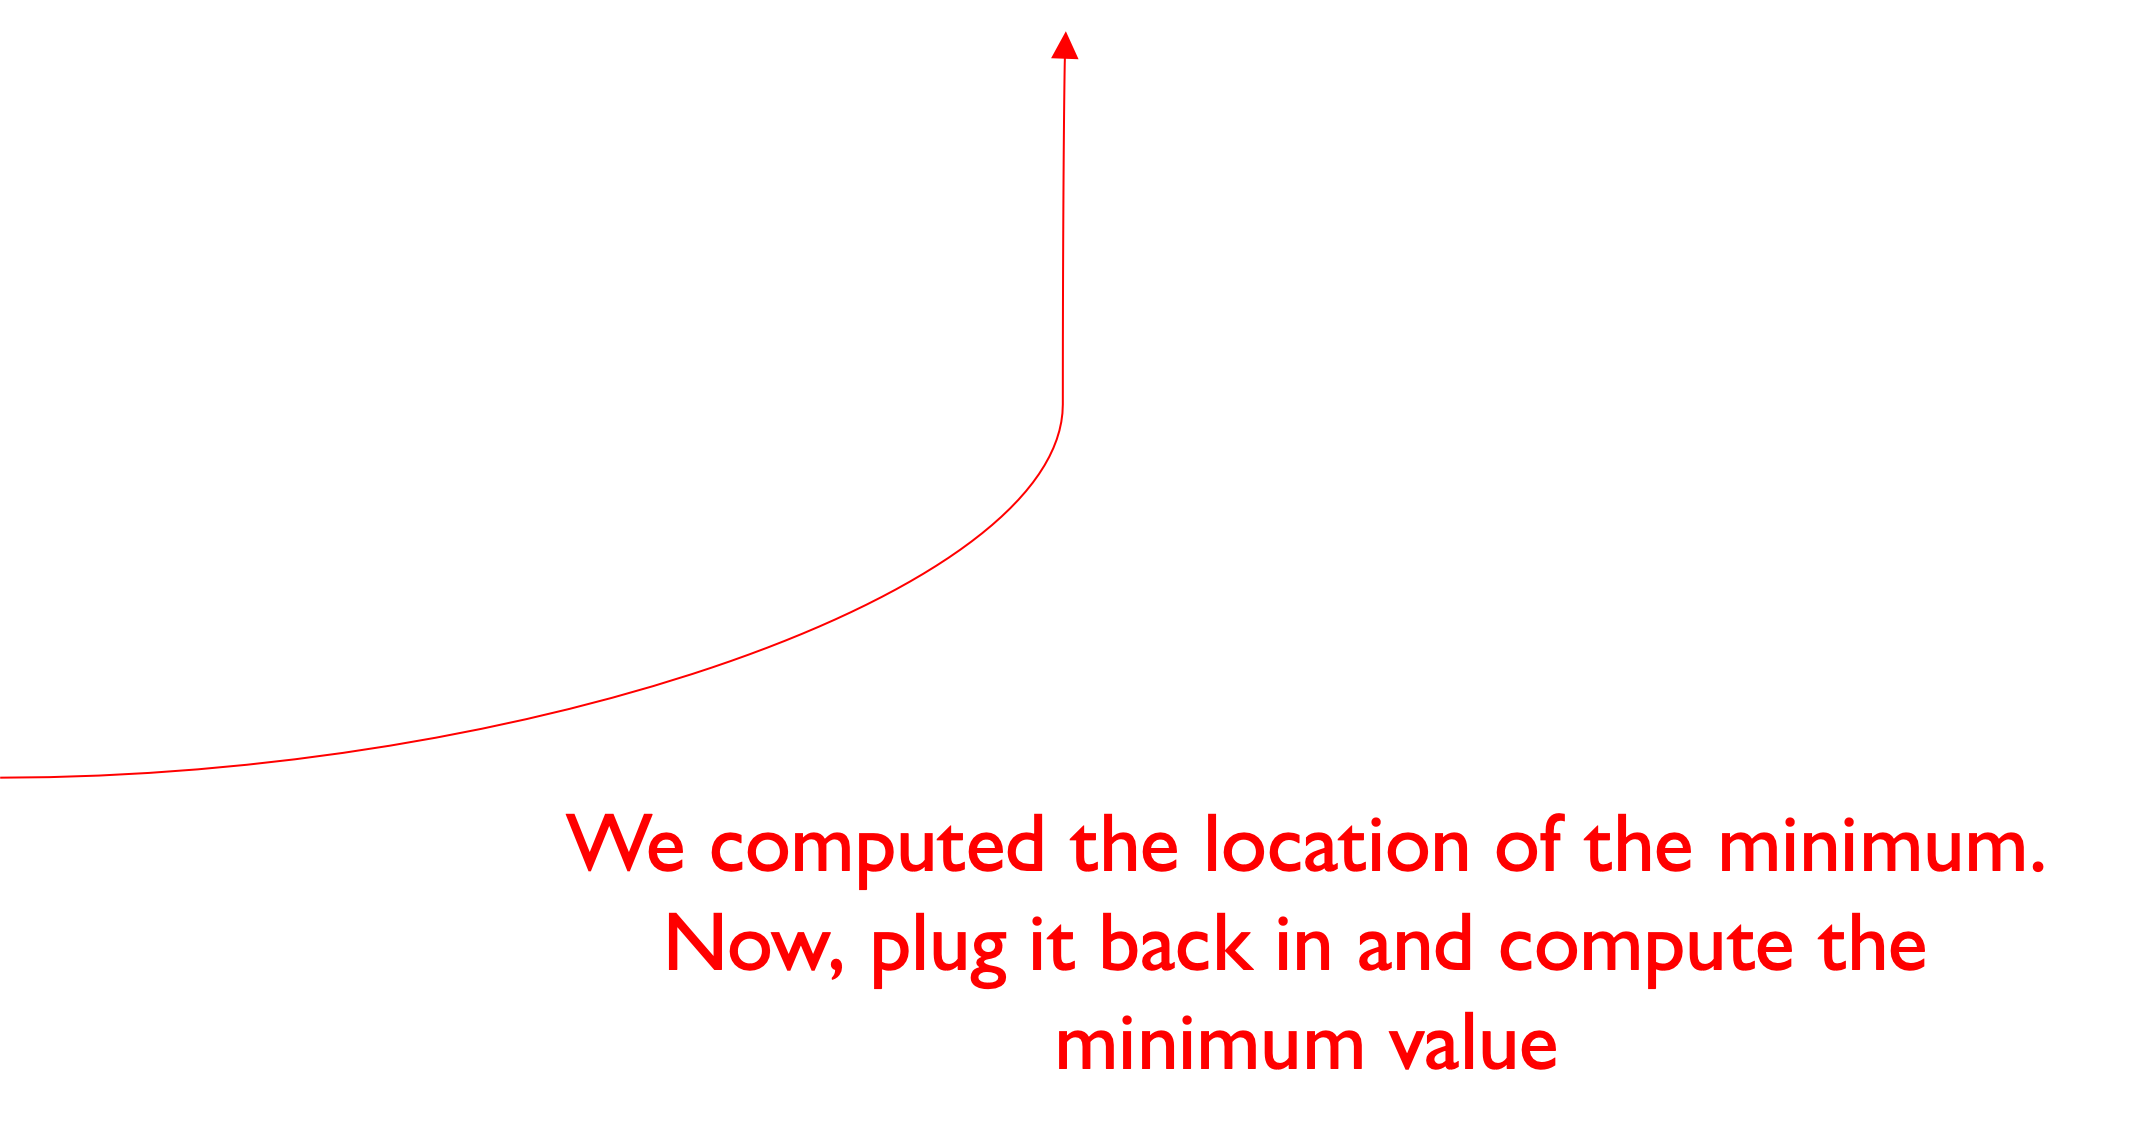 We computed the location of the minimum.
Now, plug it back in and compute the
minimum value